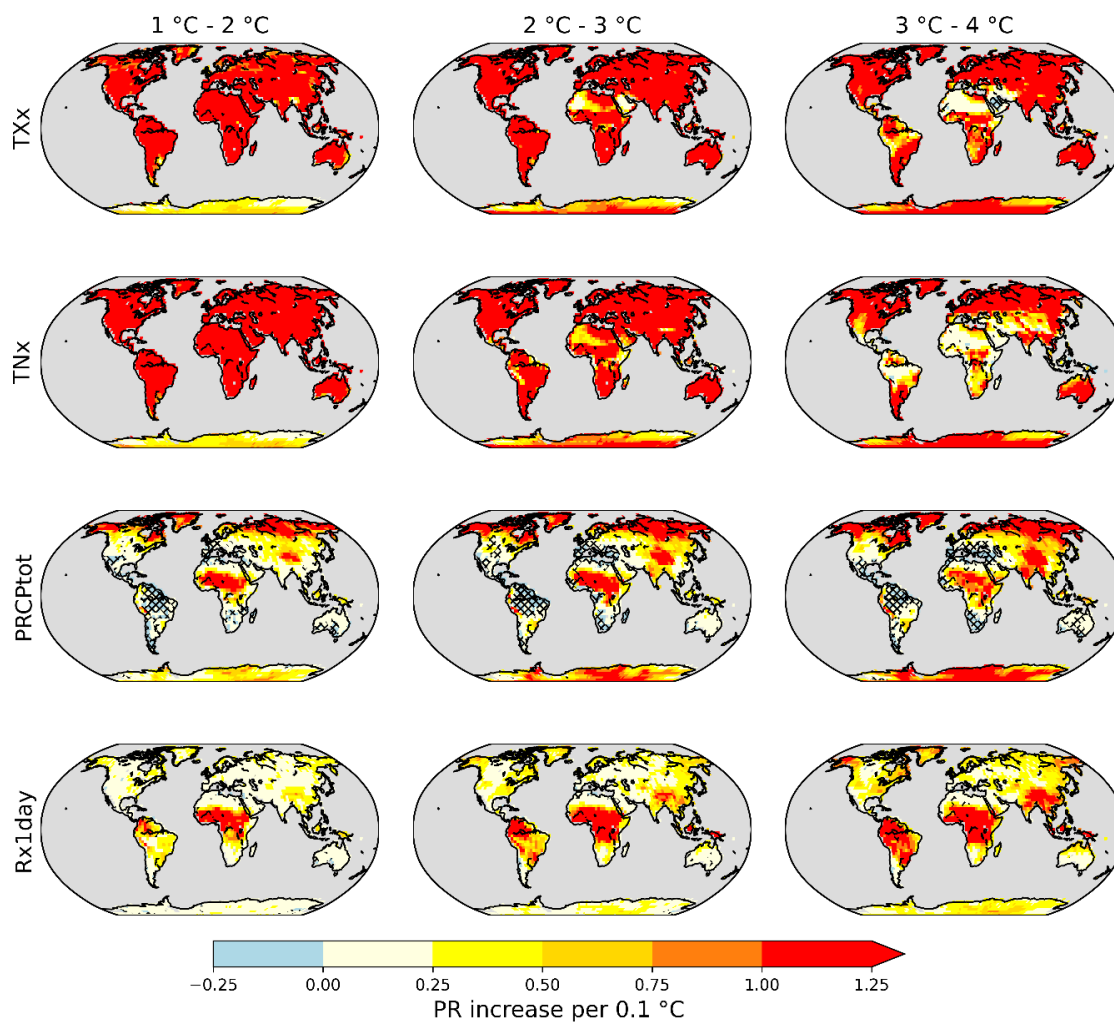 1 °C - 2 °C
2 °C - 3 °C
3 °C - 4 °C
TXx
TNx
PRCPtot
Rx1day
−0.25
0.00
0.25
0.50
0.75
1.00
1.25
PR increase per 0.1 °C